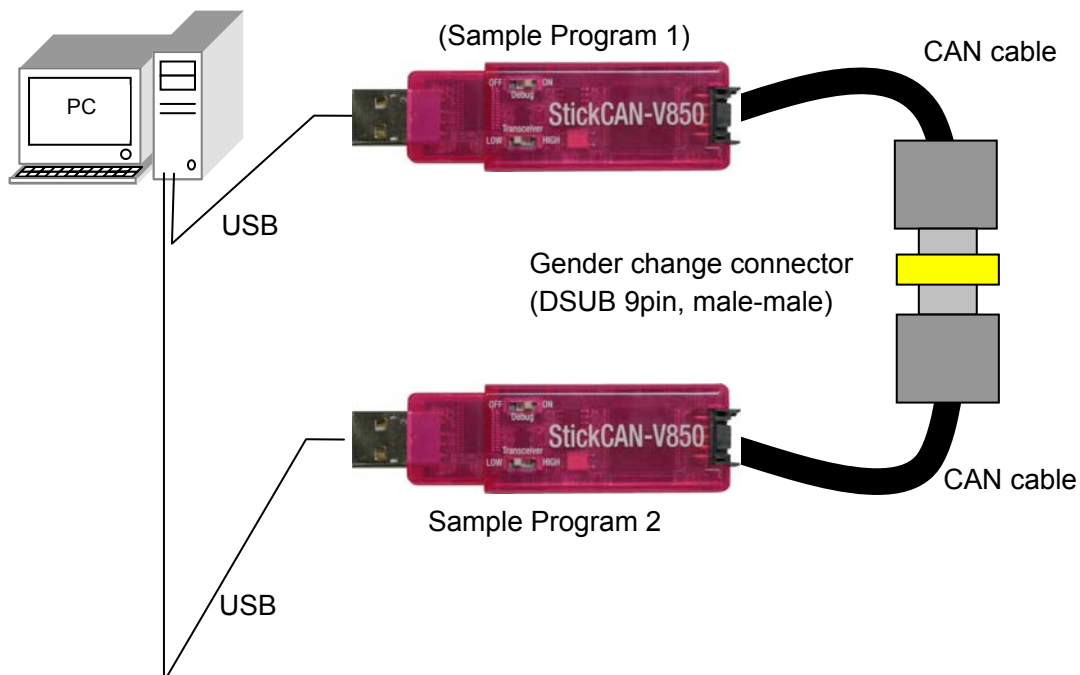 (Sample Program 1)
CAN cable
PC
OFF ON
Debug
StickCAN-V850
Transceiver
LOW HIGH
USB
Gender change connector
(DSUB 9pin, male-male)
OFF ON
Debug
StickCAN-V850
Transceiver
LOW HIGH
CAN cable
Sample Program 2
USB